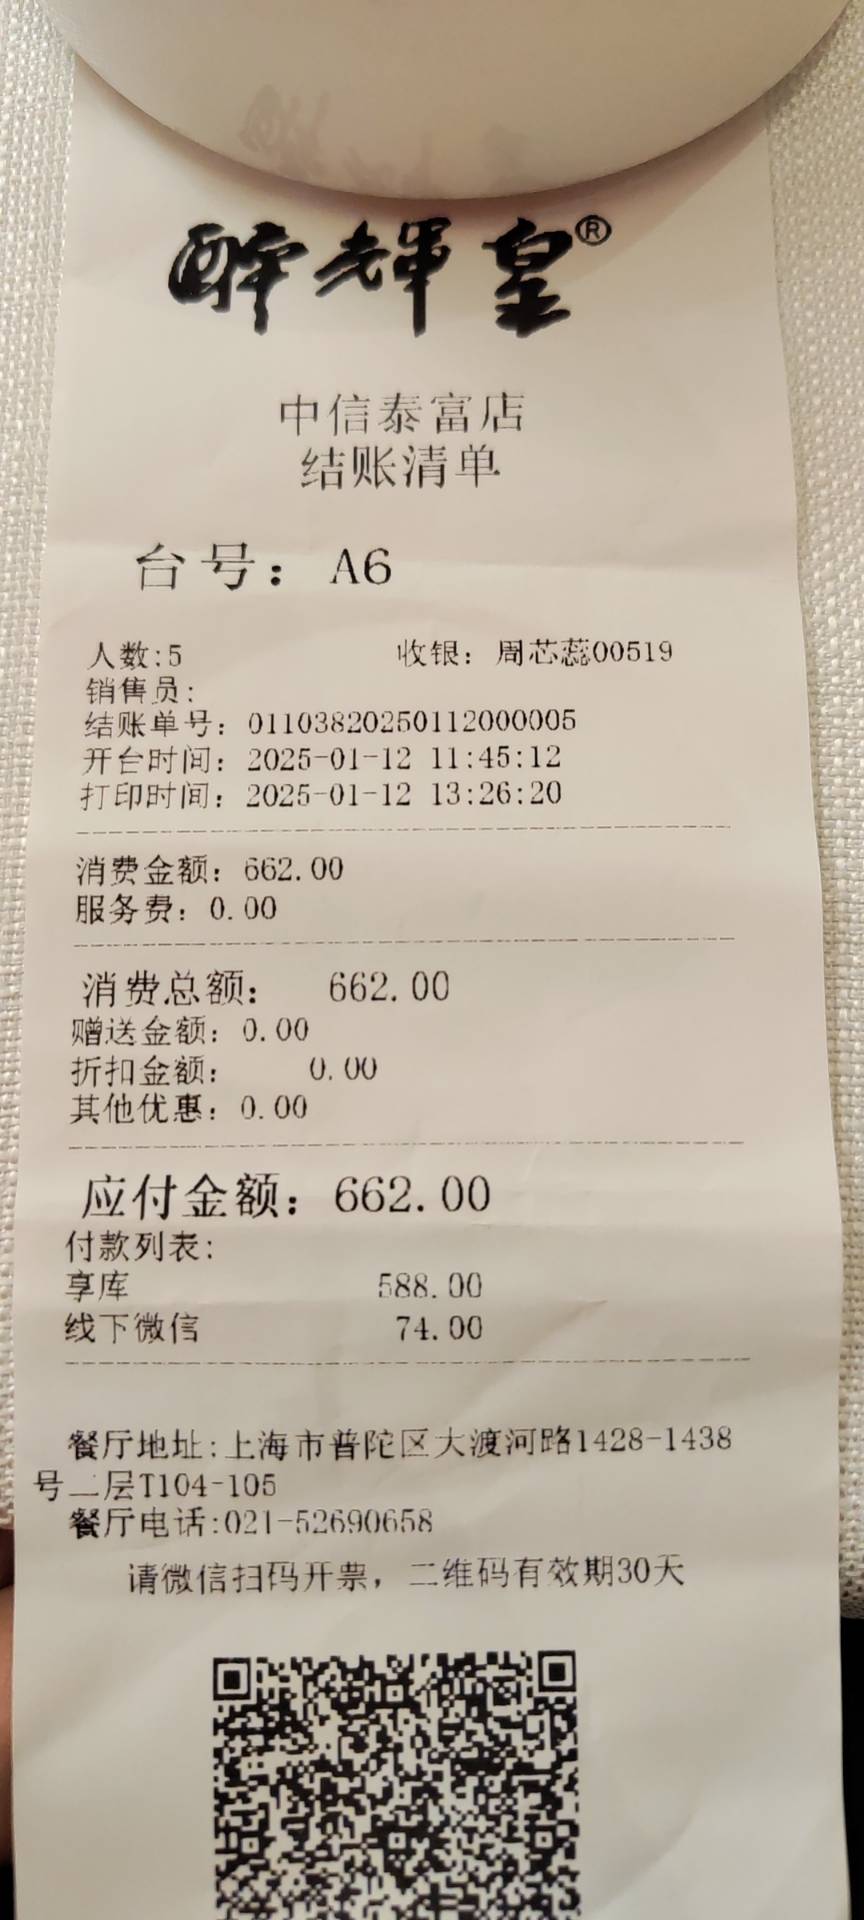 醉輝皇®
中信泰富店
结账清单
台号：A6
人数:5 收银：周芯蕊00519
销售员:
结账单号：01103820250112000005
开台时间：2025-01-12 11:45:12
打印时间：2025-01-12 13:26:20
消费金额：662.00
服务费：0.00
消费总额： 662.00
赠送金额：0.00
折扣金额： 0.00
其他优惠：0.00
应付金额：662.00
付款列表:
享库 588.00
线下微信 74.00
餐厅地址:上海市普陀区大渡河路1428-1438
号二层T104-105
餐厅电话:021-52690658
请微信扫码开票，二维码有效期30天